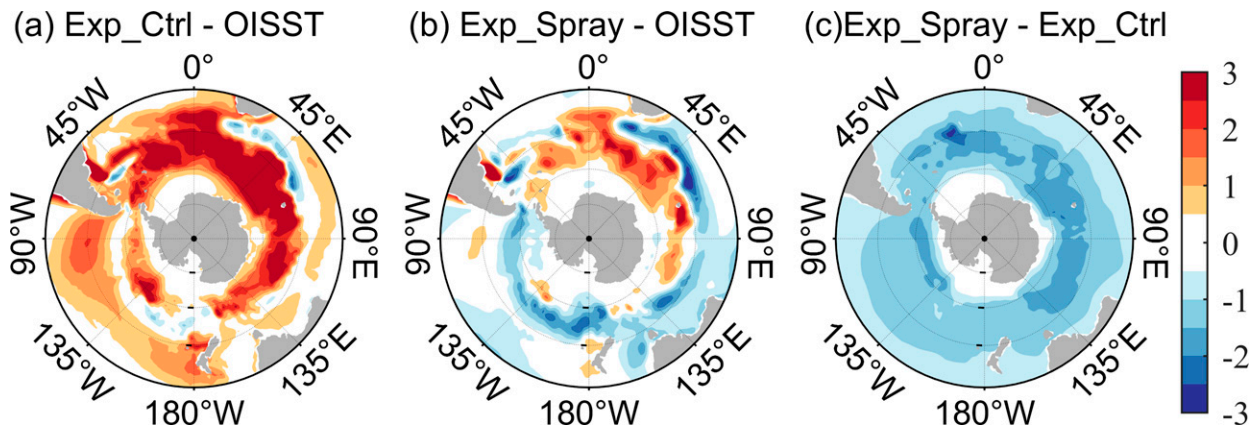 (a) Exp_Ctrl - OISST
(b) Exp_Spray - OISST
(c)Exp_Spray - Exp_Ctrl
0°
45°W
45°E
90°W
90°E
135°W
135°E
180°W
0°
45°W
45°E
90°W
90°E
135°W
135°E
180°W
0°
45°W
45°E
90°W
90°E
135°W
135°E
180°W
3
2
1
0
-1
-2
-3